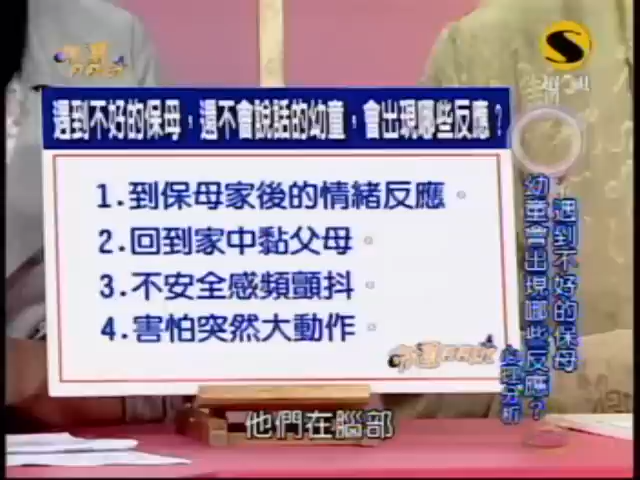 遇到不好的保母，還不會說話的幼童，會出現哪些反應？
1.到保母家後的情緒反應。
2.回到家中黏父母。
3.不安全感頻顫抖。
4.害怕突然大動作。
遇到不好的保母
幼童會出現哪些反應？
他們在腦部